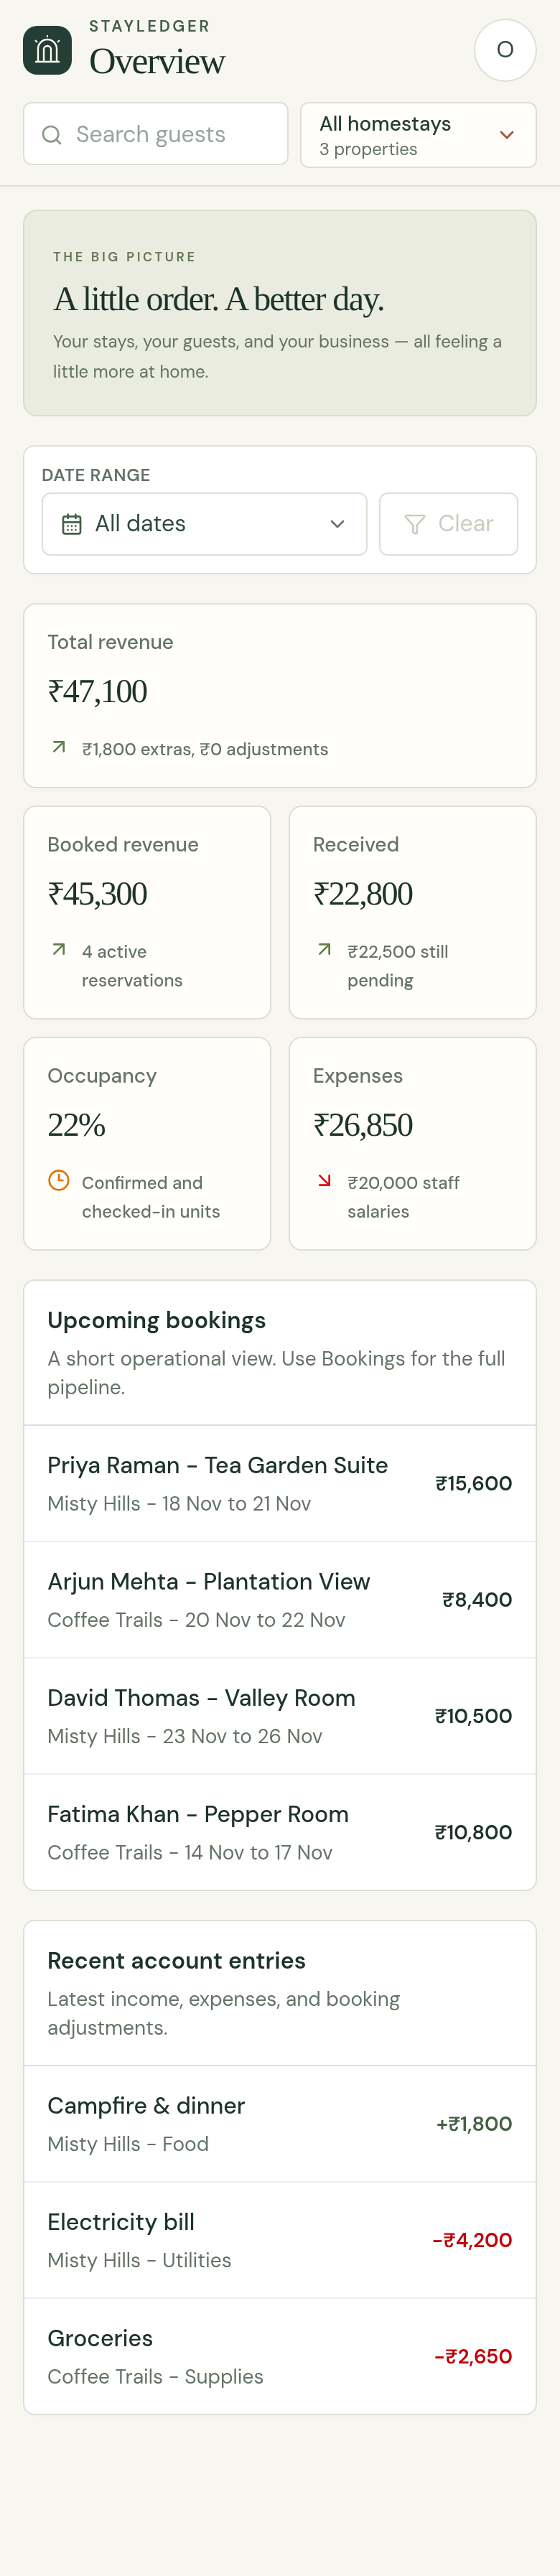 STAYLEDGER
Overview
O
Search guests
All homestays
3 properties
THE BIG PICTURE
A little order. A better day.
Your stays, your guests, and your business — all feeling a
little more at home.
DATE RANGE
All dates
Clear
Total revenue
₹47,100
₹1,800 extras, ₹0 adjustments
Booked revenue
₹45,300
4 active
reservations
Received
₹22,800
₹22,500 still
pending
Occupancy
22%
Confirmed and
checked-in units
Expenses
₹26,850
₹20,000 staff
salaries
Upcoming bookings
A short operational view. Use Bookings for the full
pipeline.
Priya Raman - Tea Garden Suite
Misty Hills - 18 Nov to 21 Nov
₹15,600
Arjun Mehta - Plantation View
Coffee Trails - 20 Nov to 22 Nov
₹8,400
David Thomas - Valley Room
Misty Hills - 23 Nov to 26 Nov
₹10,500
Fatima Khan - Pepper Room
Coffee Trails - 14 Nov to 17 Nov
₹10,800
Recent account entries
Latest income, expenses, and booking
adjustments.
Campfire & dinner
Misty Hills - Food
+₹1,800
Electricity bill
Misty Hills - Utilities
-₹4,200
Groceries
Coffee Trails - Supplies
-₹2,650